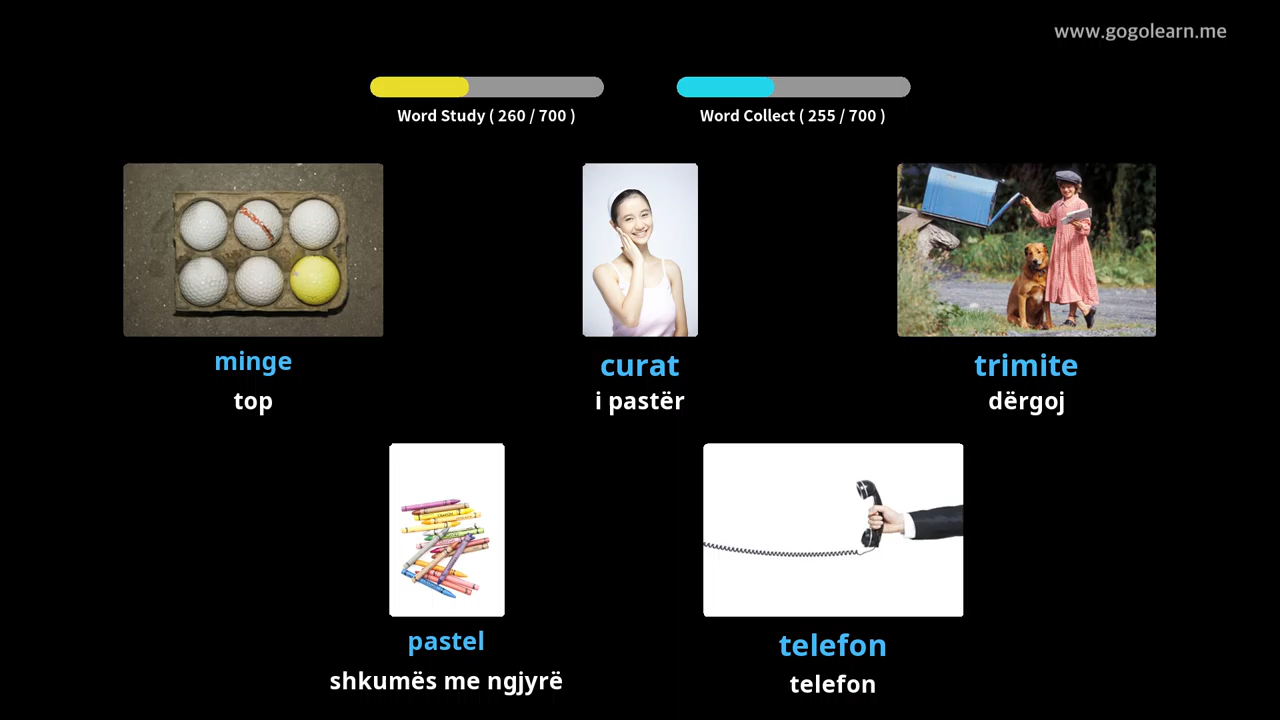 www.gogolearn.me
Word Study ( 260 / 700 )
Word Collect ( 255 / 700 )
minge
top
curat
i pastër
trimite
dërgoj
pastel
shkumës me ngjyrë
telefon
telefon